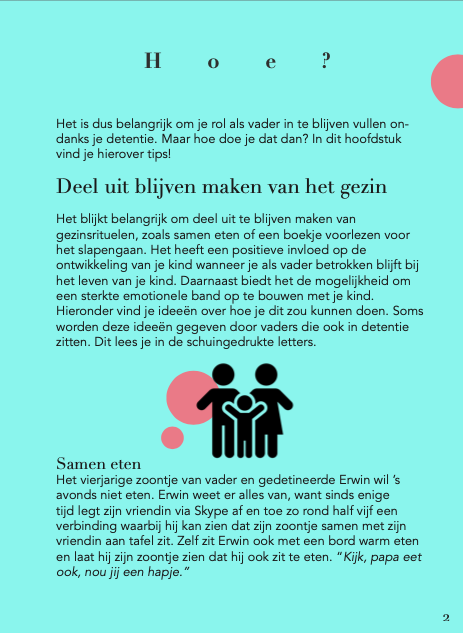 H o e ?
Het is dus belangrijk om je rol als vader in te blijven vullen on-
danks je detentie. Maar hoe doe je dat dan? In dit hoofdstuk
vind je hierover tips!
Deel uit blijven maken van het gezin
Het blijkt belangrijk om deel uit te blijven maken van
gezinsrituelen, zoals samen eten of een boekje voorlezen voor
het slapengaan. Het heeft een positieve invloed op de
ontwikkeling van je kind wanneer je als vader betrokken blijft bij
het leven van je kind. Daarnaast biedt het de mogelijkheid om
een sterkte emotionele band op te bouwen met je kind.
Hieronder vind je ideeën over hoe je dit zou kunnen doen. Soms
worden deze ideeën gegeven door vaders die ook in detentie
zitten. Dit lees je in de schuingedrukte letters.
Samen eten
Het vierjarige zoontje van vader en gedetineerde Erwin wil ‘s
avonds niet eten. Erwin weet er alles van, want sinds enige
tijd legt zijn vriendin via Skype af en toe zo rond half vijf een
verbinding waarbij hij kan zien dat zijn zoontje samen met zijn
vriendin aan tafel zit. Zelf zit Erwin ook met een bord warm eten
en laat hij zijn zoontje zien dat hij ook zit te eten. “Kijk, papa eet
ook, nou jij een hapje.”
2